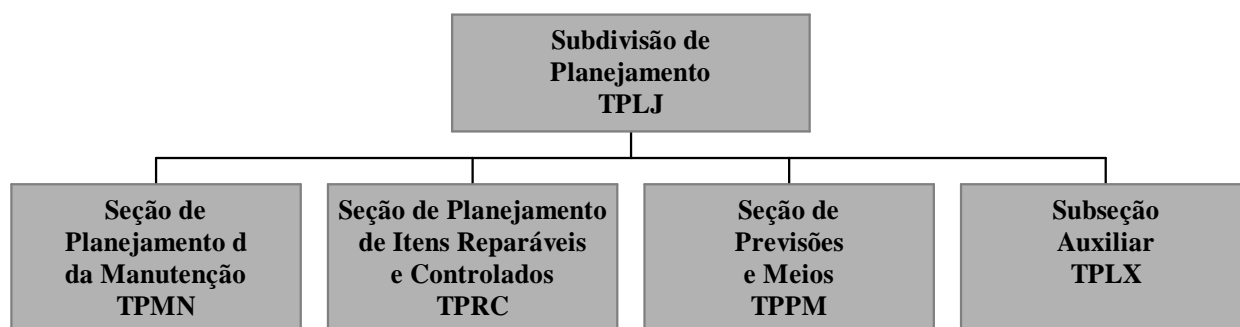 Subdivisão de
Planejamento
TPLJ
Seção de
Planejamento d
da Manutenção
TPMN
Seção de Planejamento
de Itens Reparáveis
e Controlados
TPRC
Seção de
Previsões
e Meios
TPPM
Subseção
Auxiliar
TPLX